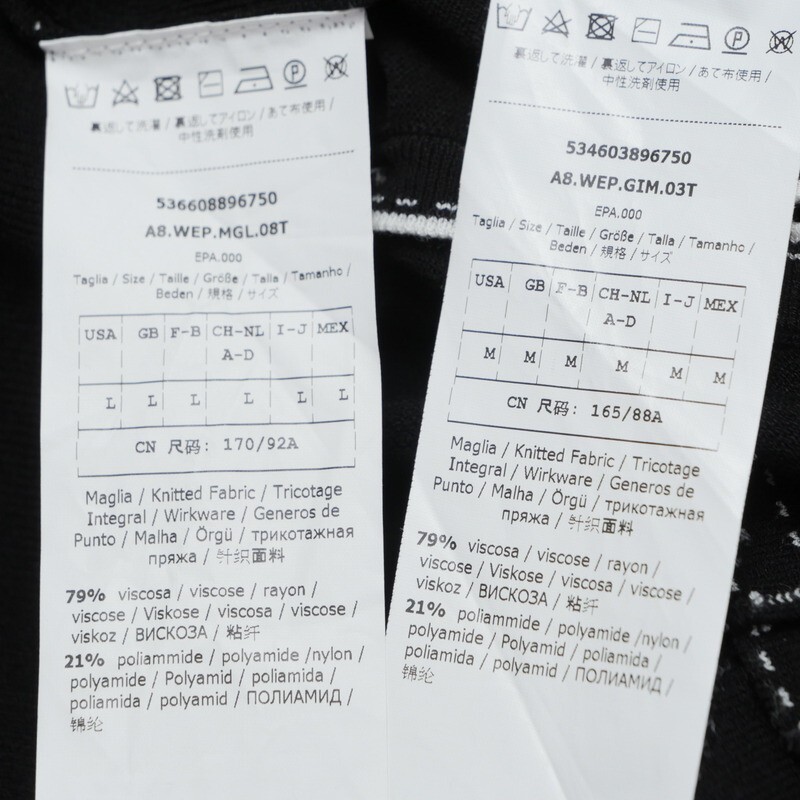 裏返して洗濯 / 裏返してアイロン / あて布使用 /
中性洗剤使用
536608896750
A8.WEP.MGL.08T
EPA.000
Taglia / Size / Taille / Größe / Talla / Tamanho /
Beden / 規格 / サイズ
USA GB F-B CH-NL I-J MEX
A-D
L L L L L L
CN 尺码: 170/92A
Maglia / Knitted Fabric / Tricotage
Integral / Wirkware / Generos de
Punto / Malha / Örgü / трикотажная
пряжа / 针织面料
79% viscosa / viscose / rayon /
viscose / Viskose / viscosa / viscose /
viskoz / ВИСКОЗА / 粘纤
21% poliammide / polyamide /nylon /
polyamide / Polyamid / poliamida /
poliamida / polyamid / ПОЛИАМИД /
锦纶
裏返して洗濯 / 裏返してアイロン / あて布使用 /
中性洗剤使用
534603896750
A8.WEP.GIM.03T
EPA.000
Taglia / Size / Taille / Größe / Talla / Tamanho /
Beden / 規格 / サイズ
USA GB F-B CH-NL I-J MEX
A-D
M M M M M M
CN 尺码: 165/88A
Maglia / Knitted Fabric / Tricotage
Integral / Wirkware / Generos de
Punto / Malha / Örgü / трикотажная
пряжа / 针织面料
79% viscosa / viscose / rayon /
viscose / Viskose / viscosa / viscose /
viskoz / ВИСКОЗА / 粘纤
21% poliammide / polyamide /nylon /
polyamide / Polyamid / poliamida /
poliamida / polyamid / ПОЛИАМИД /
锦纶